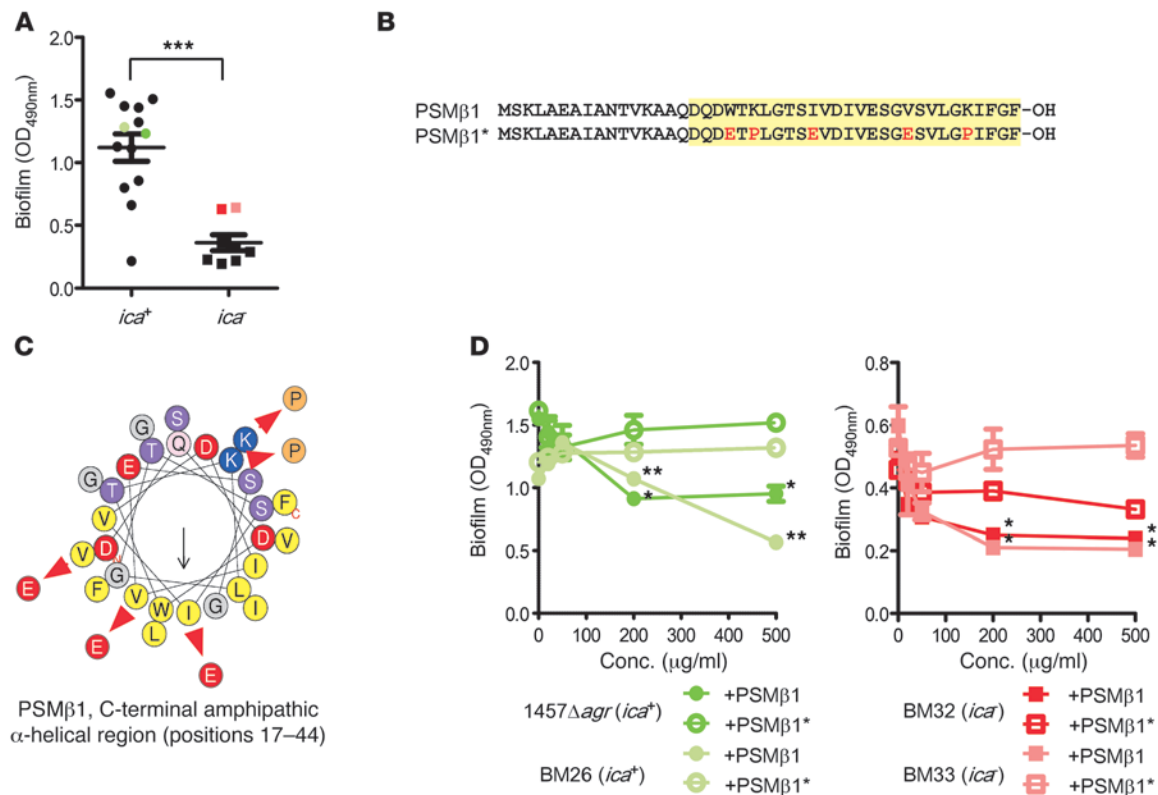 A
***
Biofilm (OD490nm)
2.0
1.5
1.0
0.5
0.0
ica+
ica-
B
PSMβ1 MSKLAEAIANTVKAAQDQDWTKLGTSIVDIVESGVSVLGKIFGF-OH
PSMβ1* MSKLAEAIANTVKAAQDQDETPLGTSEVDIVESGESVLGPIFGF-OH
C
P
S
G
K
Q
D
T
K
P
E
G
S
T
F
S
C
V
D
V
V
D
N
I
G
E
F
V
L
I
W
I
G
L
E
E
PSMβ1, C-terminal amphipathic
α-helical region (positions 17–44)
D
Biofilm (OD490nm)
2.0
1.5
1.0
0.5
0.0
**
*
*
**
0 100 200 300 400 500
Conc. (μg/ml)
1457Δagr (ica+)
+PSMβ1
+PSMβ1*
BM26 (ica+)
+PSMβ1
+PSMβ1*
Biofilm (OD490nm)
0.8
0.6
0.4
0.2
0.0
*
*
*
*
0 100 200 300 400 500
Conc. (μg/ml)
BM32 (ica-)
+PSMβ1
+PSMβ1*
BM33 (ica-)
+PSMβ1
+PSMβ1*